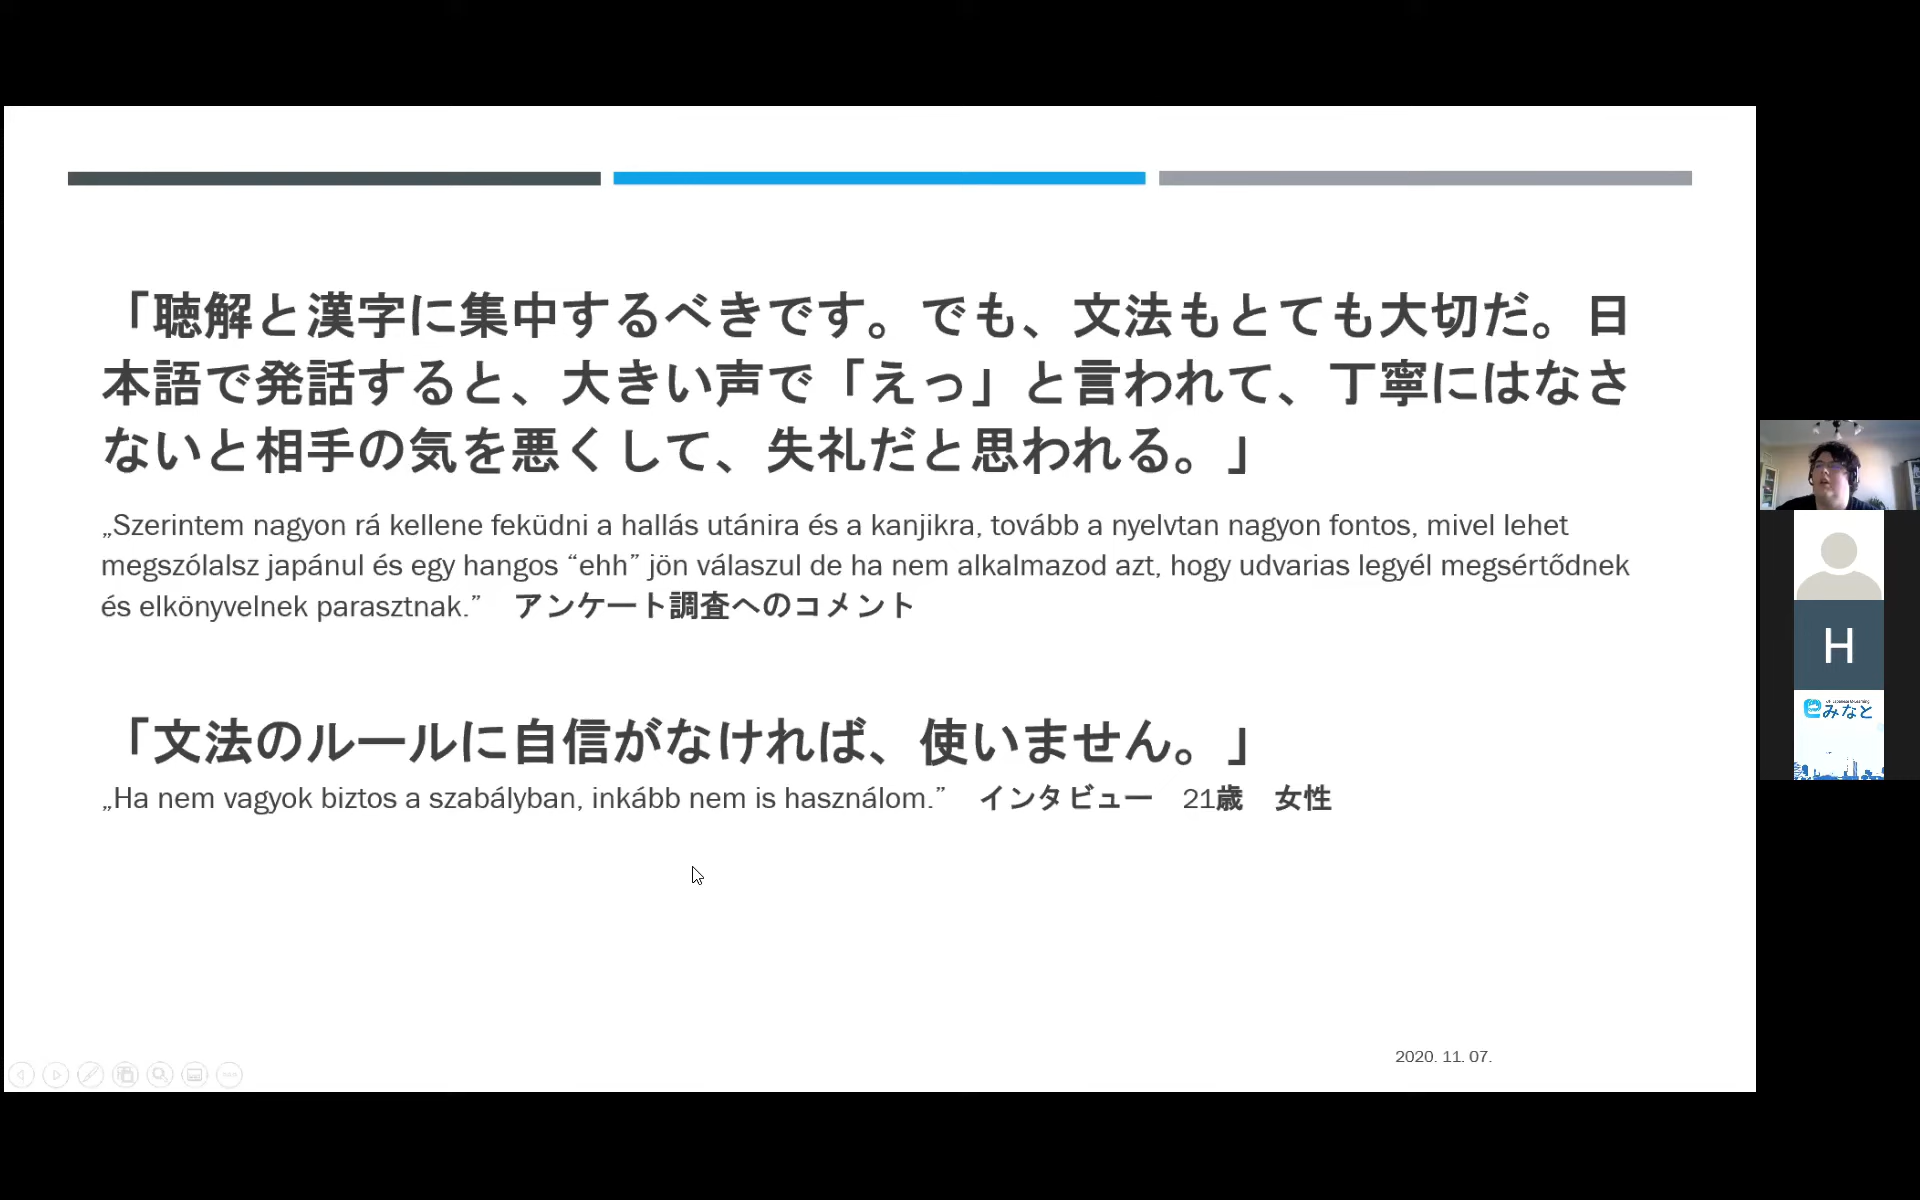 「聴解と漢字に集中するべきです。でも、文法もとても大切だ。日
本語で発話すると、大きい声で「えっ」と言われて、丁寧にはなさ
ないと相手の気を悪くして、失礼だと思われる。」
„Szerintem nagyon rá kellene feküdni a hallás utánira és a kanjikra, tovább a nyelvtan nagyon fontos, mivel lehet
megszólalsz japánul és egy hangos “ehh” jön válaszul de ha nem alkalmazod azt, hogy udvarias legyél megsértődnek
és elkönyvelnek parasztnak.” アンケート調査へのコメント
「文法のルールに自信がなければ、使いません。」
„Ha nem vagyok biztos a szabályban, inkább nem is használom.” インタビュー 21歳 女性
2020. 11. 07.
H
みなと